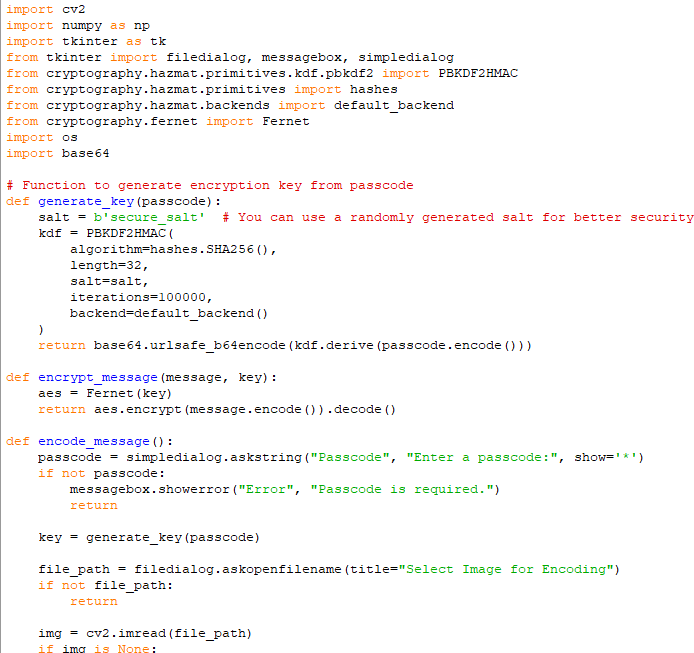 import cv2
import numpy as np
import tkinter as tk
from tkinter import filedialog, messagebox, simpledialog
from cryptography.hazmat.primitives.kdf.pbkdf2 import PBKDF2HMAC
from cryptography.hazmat.primitives import hashes
from cryptography.hazmat.backends import default_backend
from cryptography.fernet import Fernet
import os
import base64

# Function to generate encryption key from passcode
def generate_key(passcode):
    salt = b'secure_salt'  # You can use a randomly generated salt for better security
    kdf = PBKDF2HMAC(
        algorithm=hashes.SHA256(),
        length=32,
        salt=salt,
        iterations=100000,
        backend=default_backend()
    )
    return base64.urlsafe_b64encode(kdf.derive(passcode.encode()))

def encrypt_message(message, key):
    aes = Fernet(key)
    return aes.encrypt(message.encode()).decode()

def encode_message():
    passcode = simpledialog.askstring("Passcode", "Enter a passcode:", show='*')
    if not passcode:
        messagebox.showerror("Error", "Passcode is required.")
        return

    key = generate_key(passcode)

    file_path = filedialog.askopenfilename(title="Select Image for Encoding")
    if not file_path:
        return

    img = cv2.imread(file_path)
    if img is None: